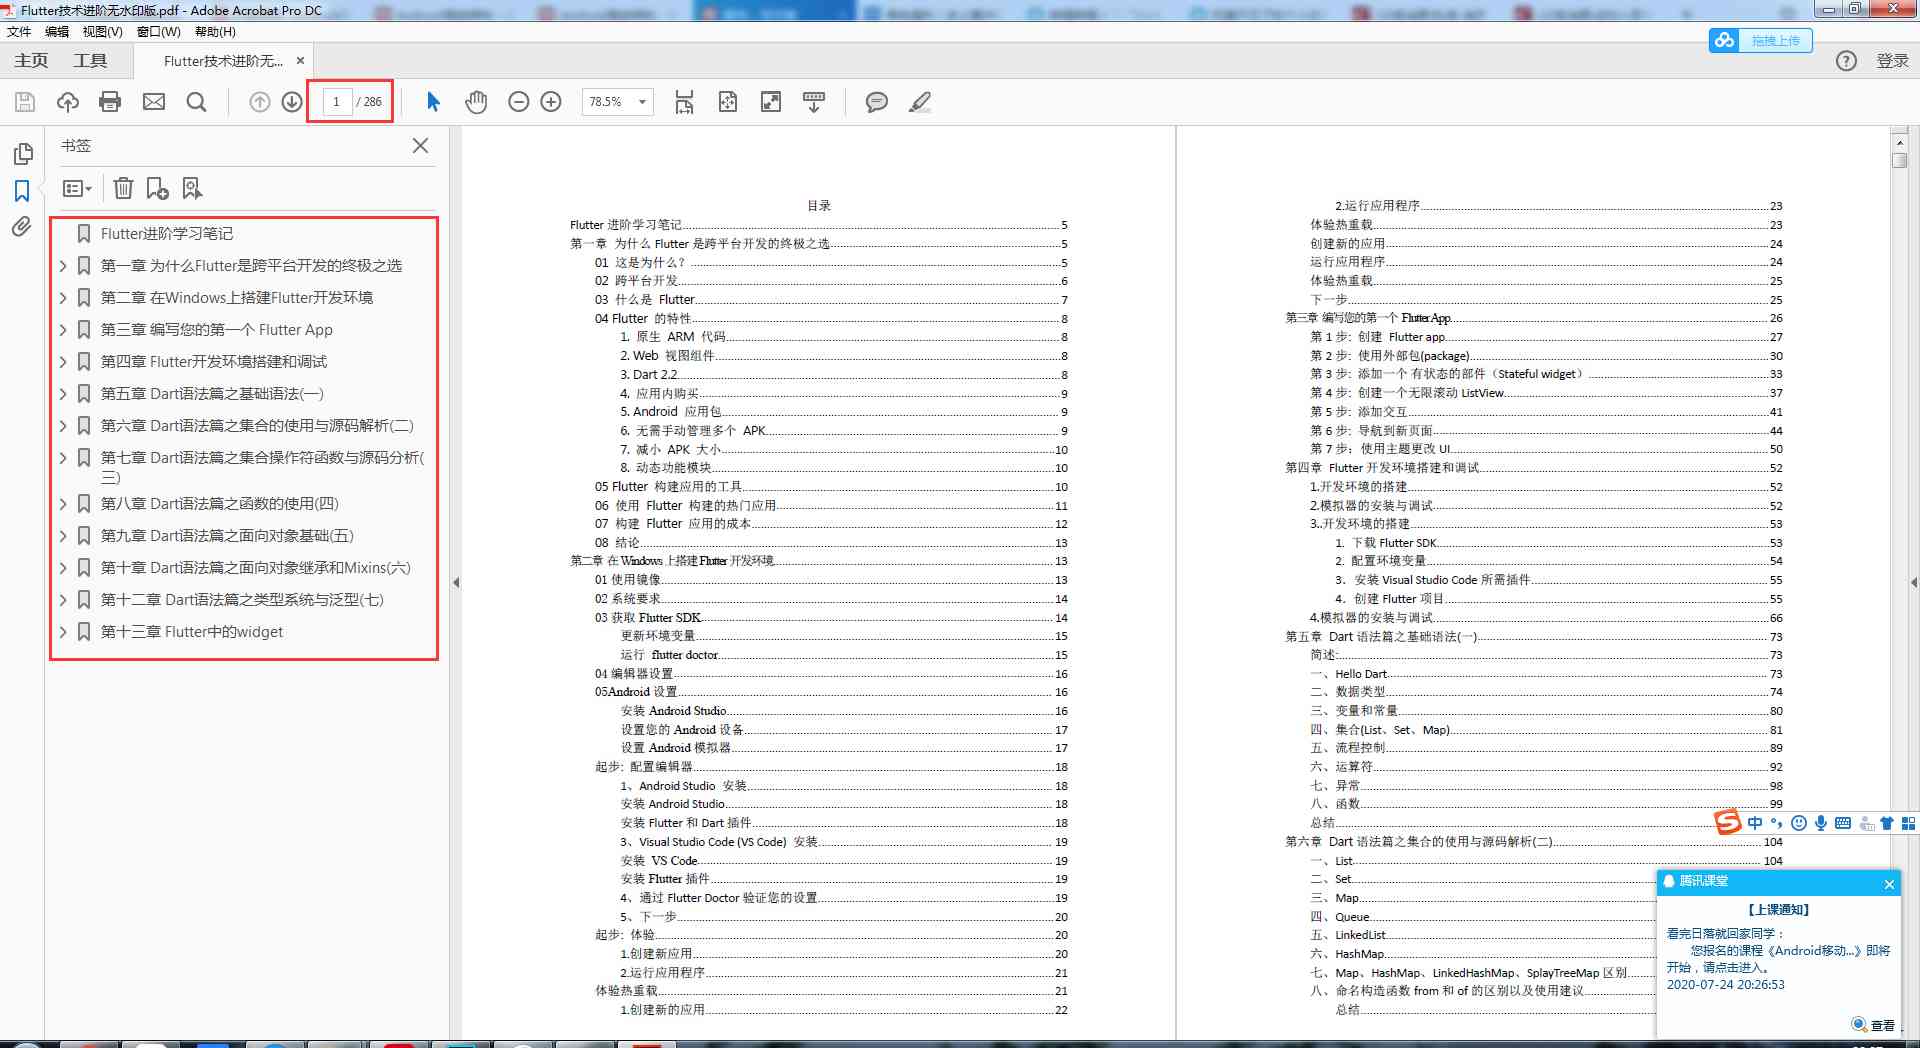 Flutter技术进阶无水印版.pdf - Adobe Acrobat Pro DC
文件 编辑 视图(V) 窗口(W) 帮助(H)
拖拽上传
主页 工具 Flutter技术进阶无... ×
登录
1 / 286
78.5%
书签
Flutter进阶学习笔记
第一章 为什么Flutter是跨平台开发的终极之选
第二章 在Windows上搭建Flutter开发环境
第三章 编写您的第一个 Flutter App
第四章 Flutter开发环境搭建和调试
第五章 Dart语法篇之基础语法(一)
第六章 Dart语法篇之集合的使用与源码解析(二)
第七章 Dart语法篇之集合操作符函数与源码分析(
三)
第八章 Dart语法篇之函数的使用(四)
第九章 Dart语法篇之面向对象基础(五)
第十章 Dart语法篇之面向对象继承和Mixins(六)
第十二章 Dart语法篇之类型系统与泛型(七)
第十三章 Flutter中的widget
目录
Flutter 进阶学习笔记 5
第一章 为什么 Flutter 是跨平台开发的终极之选 5
01 这是为什么？ 5
02 跨平台开发 6
03 什么是 Flutter 7
04 Flutter 的特性 8
1. 原生 ARM 代码 8
2. Web 视图组件 8
3. Dart 2.2 8
4. 应用内购买 9
5. Android 应用包 9
6. 无需手动管理多个 APK 9
7. 减小 APK 大小 10
8. 动态功能模块 10
05 Flutter 构建应用的工具 10
06 使用 Flutter 构建的热门应用 11
07 构建 Flutter 应用的成本 12
08 结论 13
第二章 在 Windows 上搭建 Flutter 开发环境 13
01 使用镜像 13
02 系统要求 14
03 获取 Flutter SDK 14
更新环境变量 15
运行 flutter doctor 15
04 编辑器设置 16
05Android 设置 16
安装 Android Studio 16
设置您的 Android 设备 17
设置 Android 模拟器 17
起步: 配置编辑器 18
1、Android Studio 安装 18
安装 Android Studio 18
安装 Flutter 和 Dart 插件 18
3、Visual Studio Code (VS Code) 安装 19
安装 VS Code 19
安装 Flutter 插件 19
4、通过 Flutter Doctor 验证您的设置 19
5、下一步 20
起步: 体验 20
1.创建新应用 20
2.运行应用程序 21
体验热重载 21
1.创建新的应用 22
2.运行应用程序 23
体验热重载 23
创建新的应用 24
运行应用程序 24
体验热重载 25
下一步 25
第三章 编写您的第一个 Flutter App 26
第 1 步: 创建 Flutter app 27
第 2 步: 使用外部包(package) 30
第 3 步: 添加一个 有状态的部件（Stateful widget） 33
第 4 步: 创建一个无限滚动 ListView 37
第 5 步: 添加交互 41
第 6 步: 导航到新页面 44
第 7 步：使用主题更改 UI 50
第四章 Flutter 开发环境搭建和调试 52
1.开发环境的搭建 52
2.模拟器的安装与调试 52
3..开发环境的搭建 53
1. 下载 Flutter SDK 53
2. 配置环境变量 54
3. 安装 Visual Studio Code 所需插件 55
4. 创建 Flutter 项目 55
4.模拟器的安装与调试 66
第五章 Dart 语法篇之基础语法(一) 73
简述: 73
一、Hello Dart 73
二、数据类型 74
三、变量和常量 80
四、集合(List、Set、Map) 81
五、流程控制 89
六、运算符 92
七、异常 98
八、函数 99
总结
第六章 Dart 语法篇之集合的使用与源码解析(二) 104
一、List 104
二、Set
三、Map
四、Queue
五、LinkedList
六、HashMap
七、Map、HashMap、LinkedHashMap、SplayTreeMap 区别
八、命名构造函数 from 和 of 的区别以及使用建议
总结
中
腾讯课堂
【上课通知】
看完日落就回家同学：
您报名的课程《Android移动...》即将
开始，请点击进入。
2020-07-24 20:26:53
查看